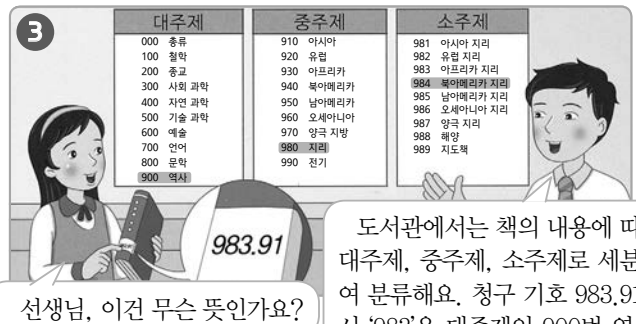 3
대주제
000 총류
100 철학
200 종교
300 사회 과학
400 자연 과학
500 기술 과학
600 예술
700 언어
800 문학
900 역사
중주제
910 아시아
920 유럽
930 아프리카
940 북아메리카
950 남아메리카
960 오세아니아
970 양극 지방
980 지리
990 전기
소주제
981 아시아 지리
982 유럽 지리
983 아프리카 지리
984 북아메리카 지리
985 남아메리카 지리
986 오세아니아 지리
987 양극 지리
988 해양
989 지도책
983.91
선생님, 이건 무슨 뜻인가요?
도서관에서는 책의 내용에 따
대주제, 중주제, 소주제로 세분
여 분류해요. 청구 기호 983.91